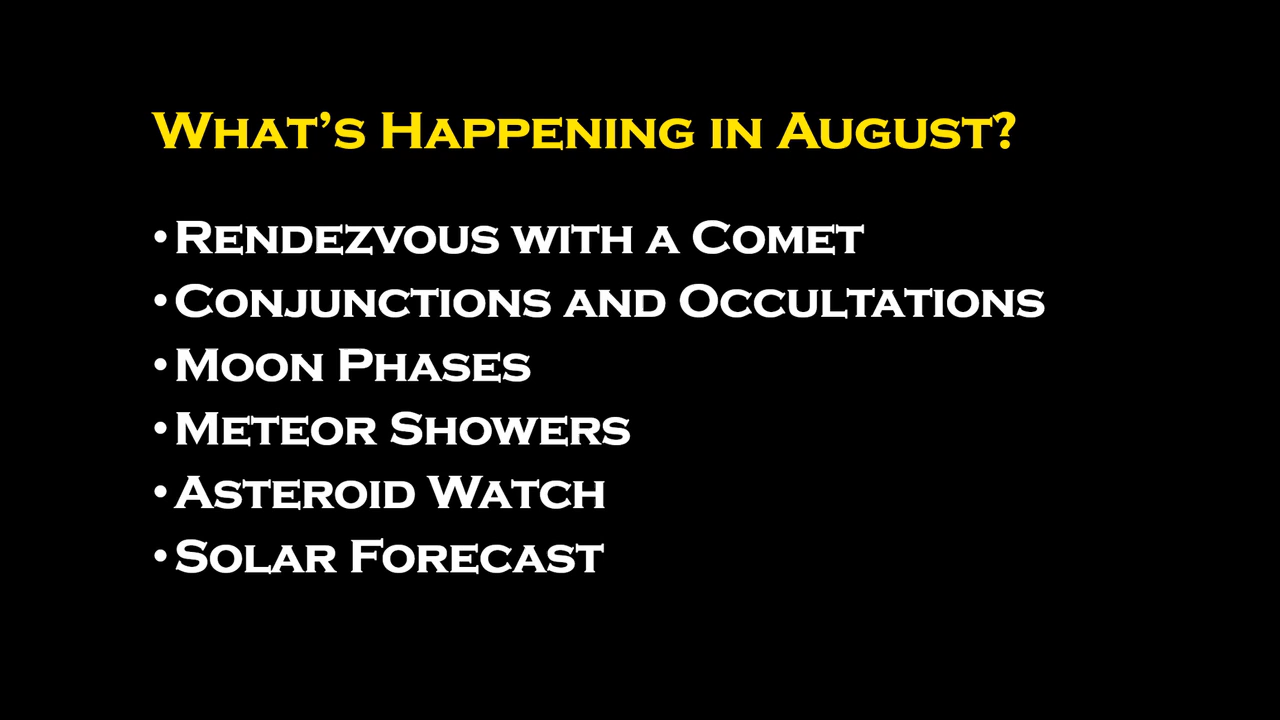 What's Happening in August?
• Rendezvous with a Comet
• Conjunctions and Occultations
• Moon Phases
• Meteor Showers
• Asteroid Watch
• Solar Forecast